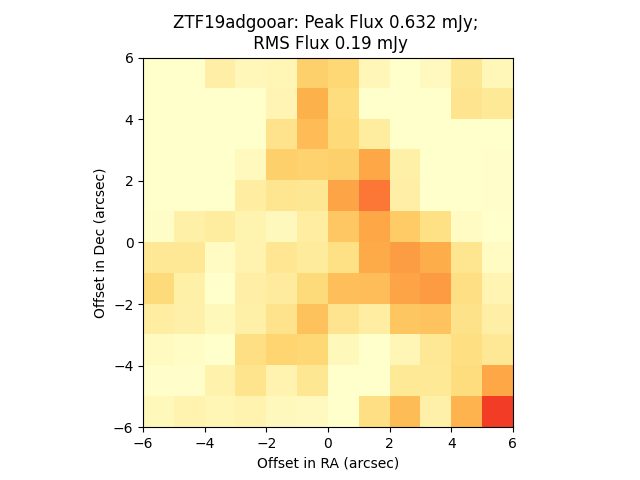 ZTF19adgooar: Peak Flux 0.632 mJy;
RMS Flux 0.19 mJy
6
4
2
0
−2
−4
−6
Offset in Dec (arcsec)
−6 −4 −2 0 2 4 6
Offset in RA (arcsec)